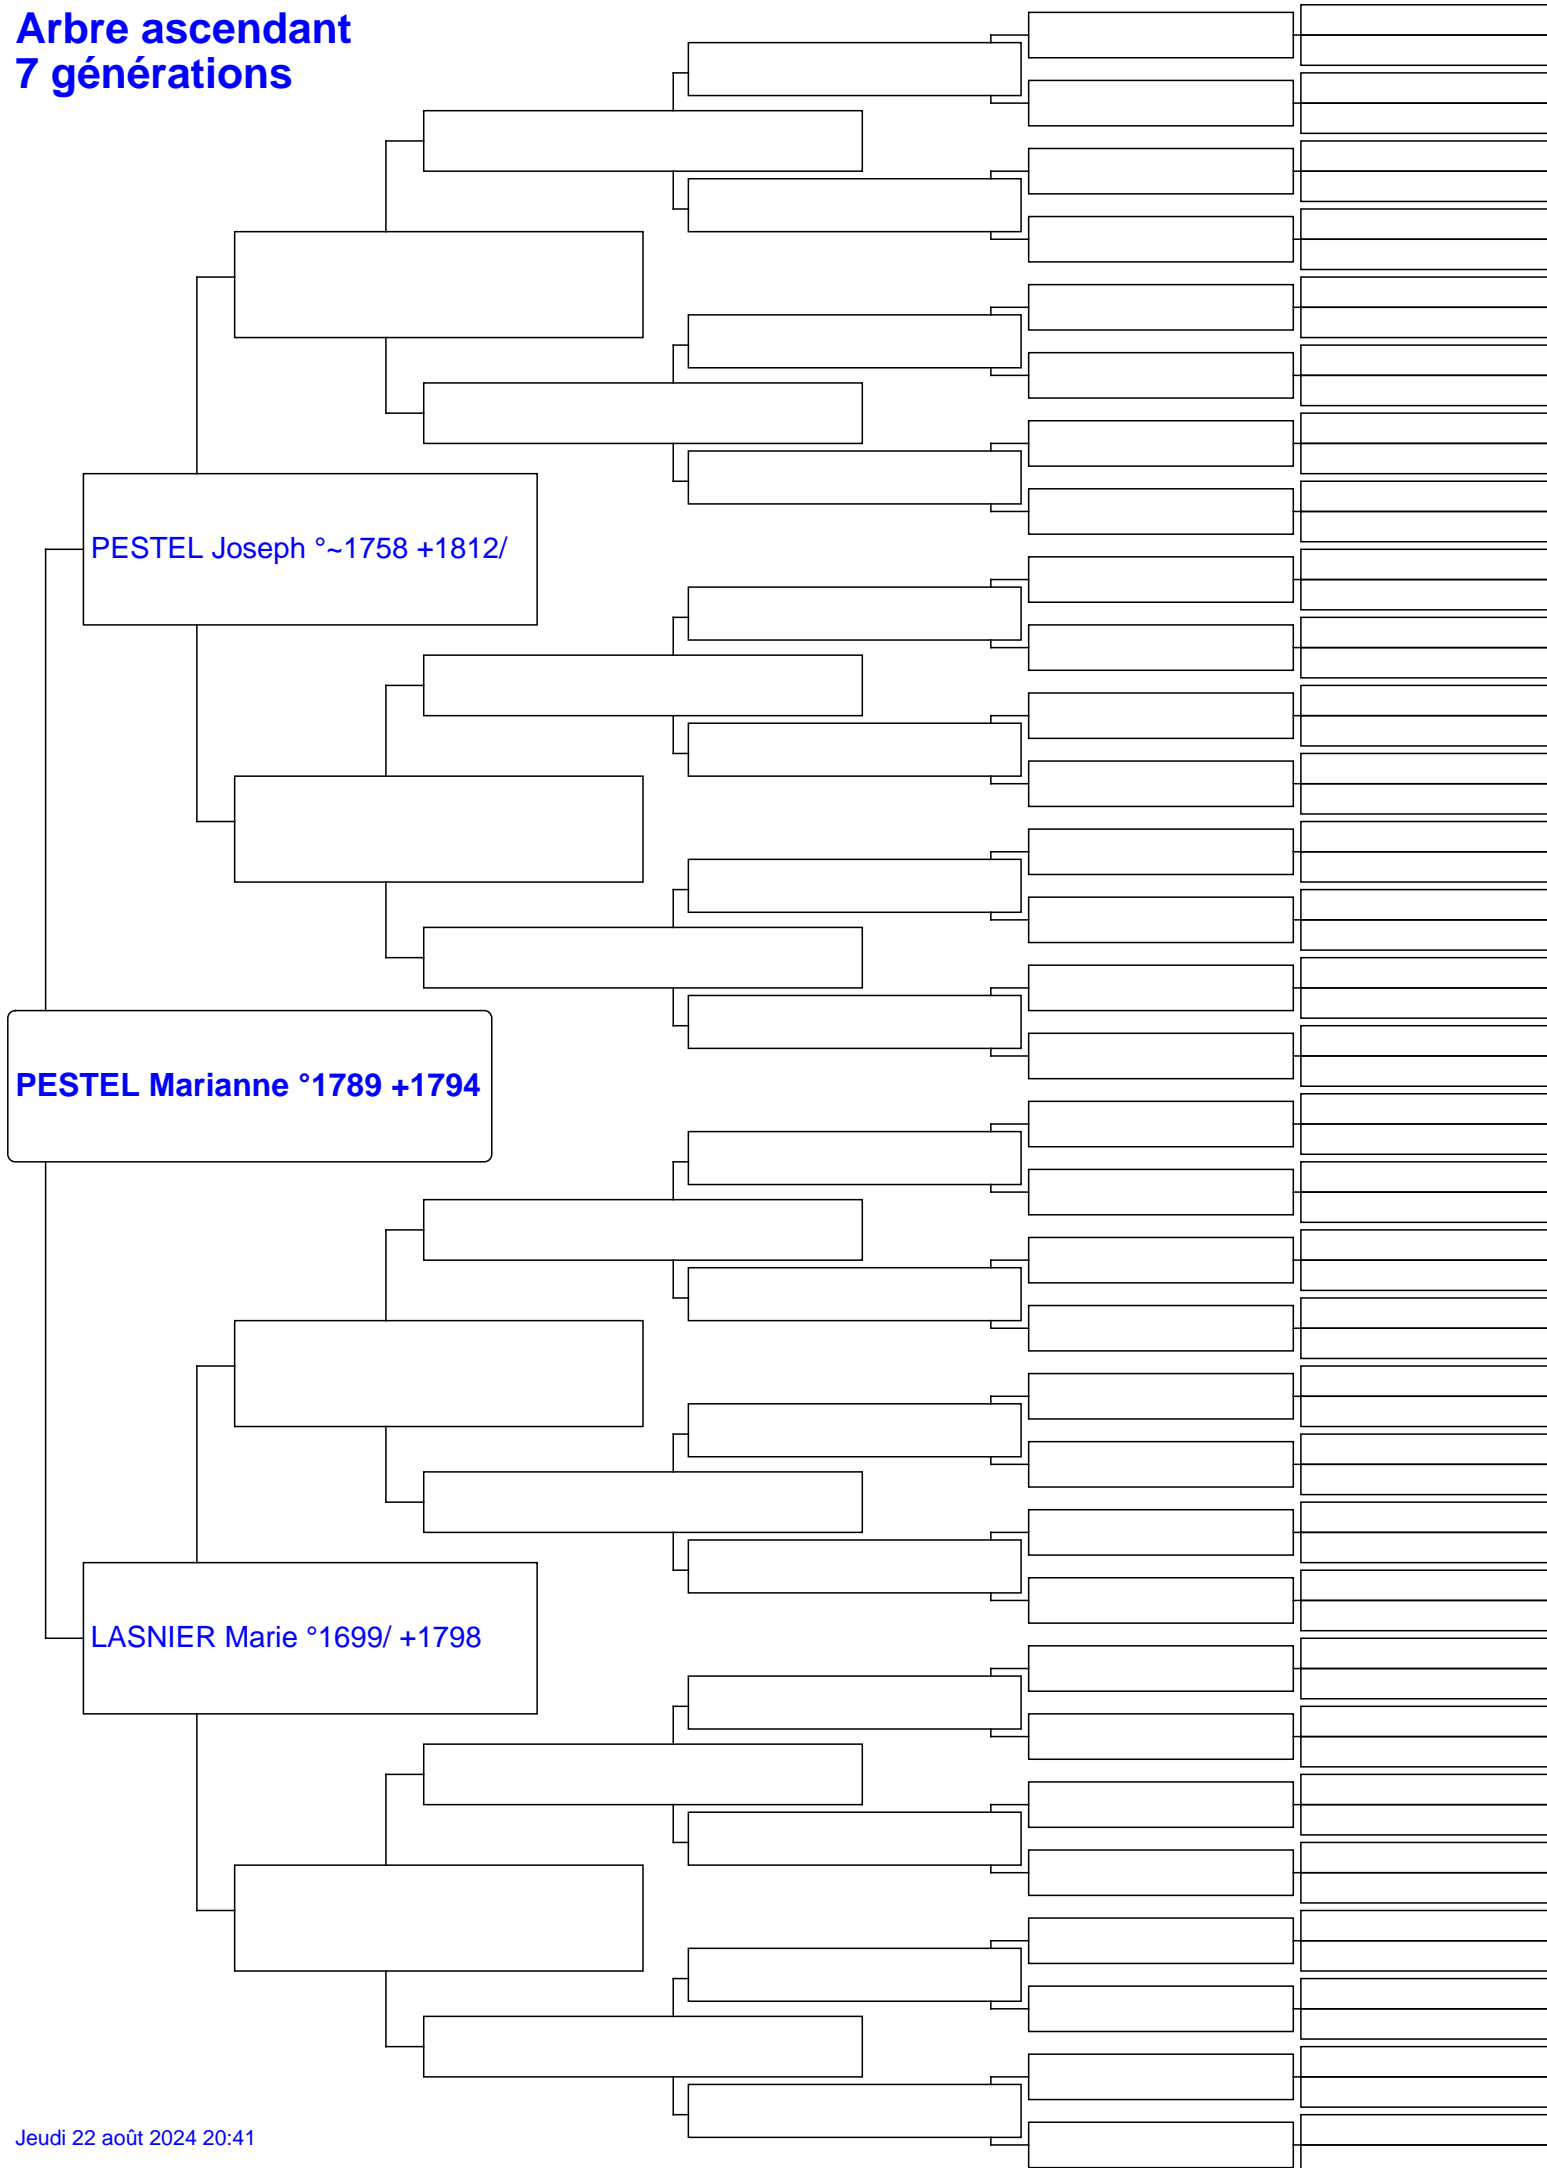 Arbre ascendant
7 générations
PESTEL Joseph °~1758 +1812/
PESTEL Marianne °1789 +1794
LASNIER Marie °1699/ +1798
Jeudi 22 août 2024 20:41